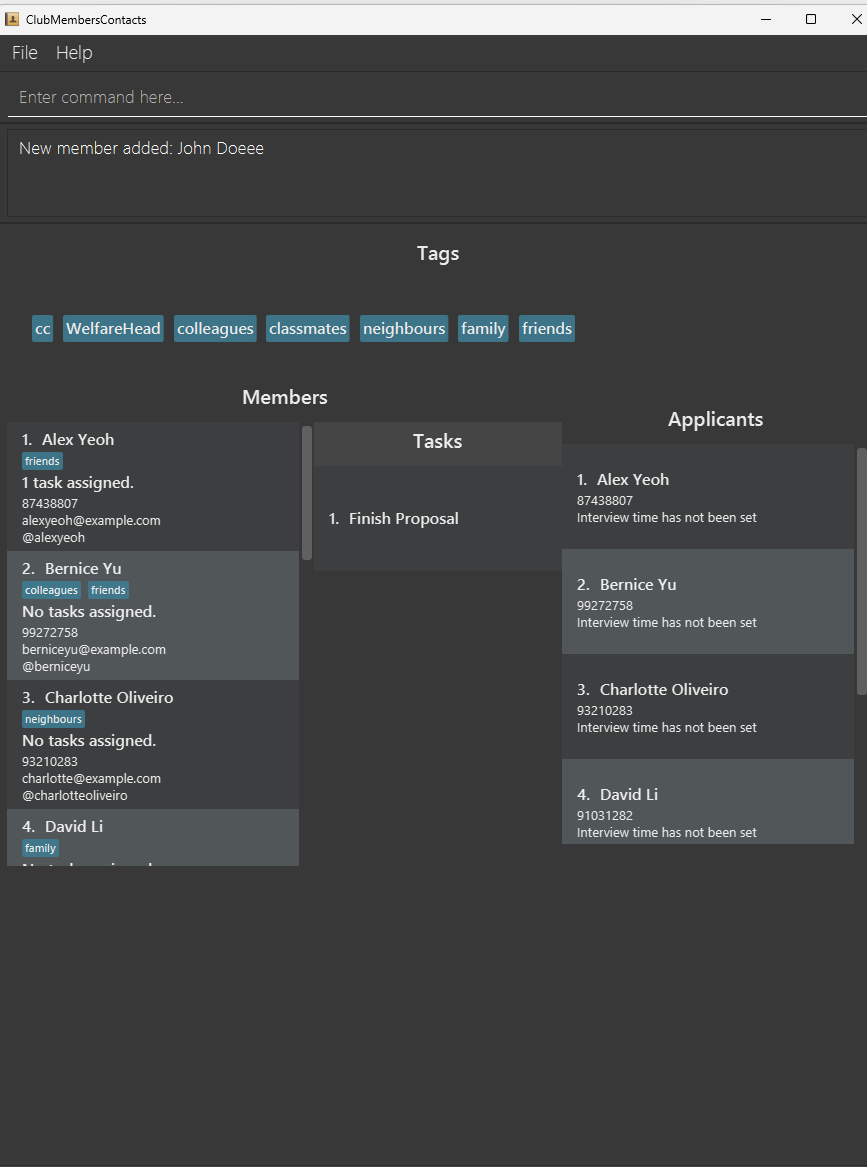 ClubMembersContacts
File Help
Enter command here...
New member added: John Doeee
Tags
cc WelfareHead colleagues classmates neighbours family friends
Members
1. Alex Yeoh
friends
1 task assigned.
87438807
alexyeoh@example.com
@alexyeoh
2. Bernice Yu
colleagues friends
No tasks assigned.
99272758
berniceyu@example.com
@berniceyu
3. Charlotte Oliveiro
neighbours
No tasks assigned.
93210283
charlotte@example.com
@charlotteoliveiro
4. David Li
family
Tasks
1. Finish Proposal
Applicants
1. Alex Yeoh
87438807
Interview time has not been set
2. Bernice Yu
99272758
Interview time has not been set
3. Charlotte Oliveiro
93210283
Interview time has not been set
4. David Li
91031282
Interview time has not been set